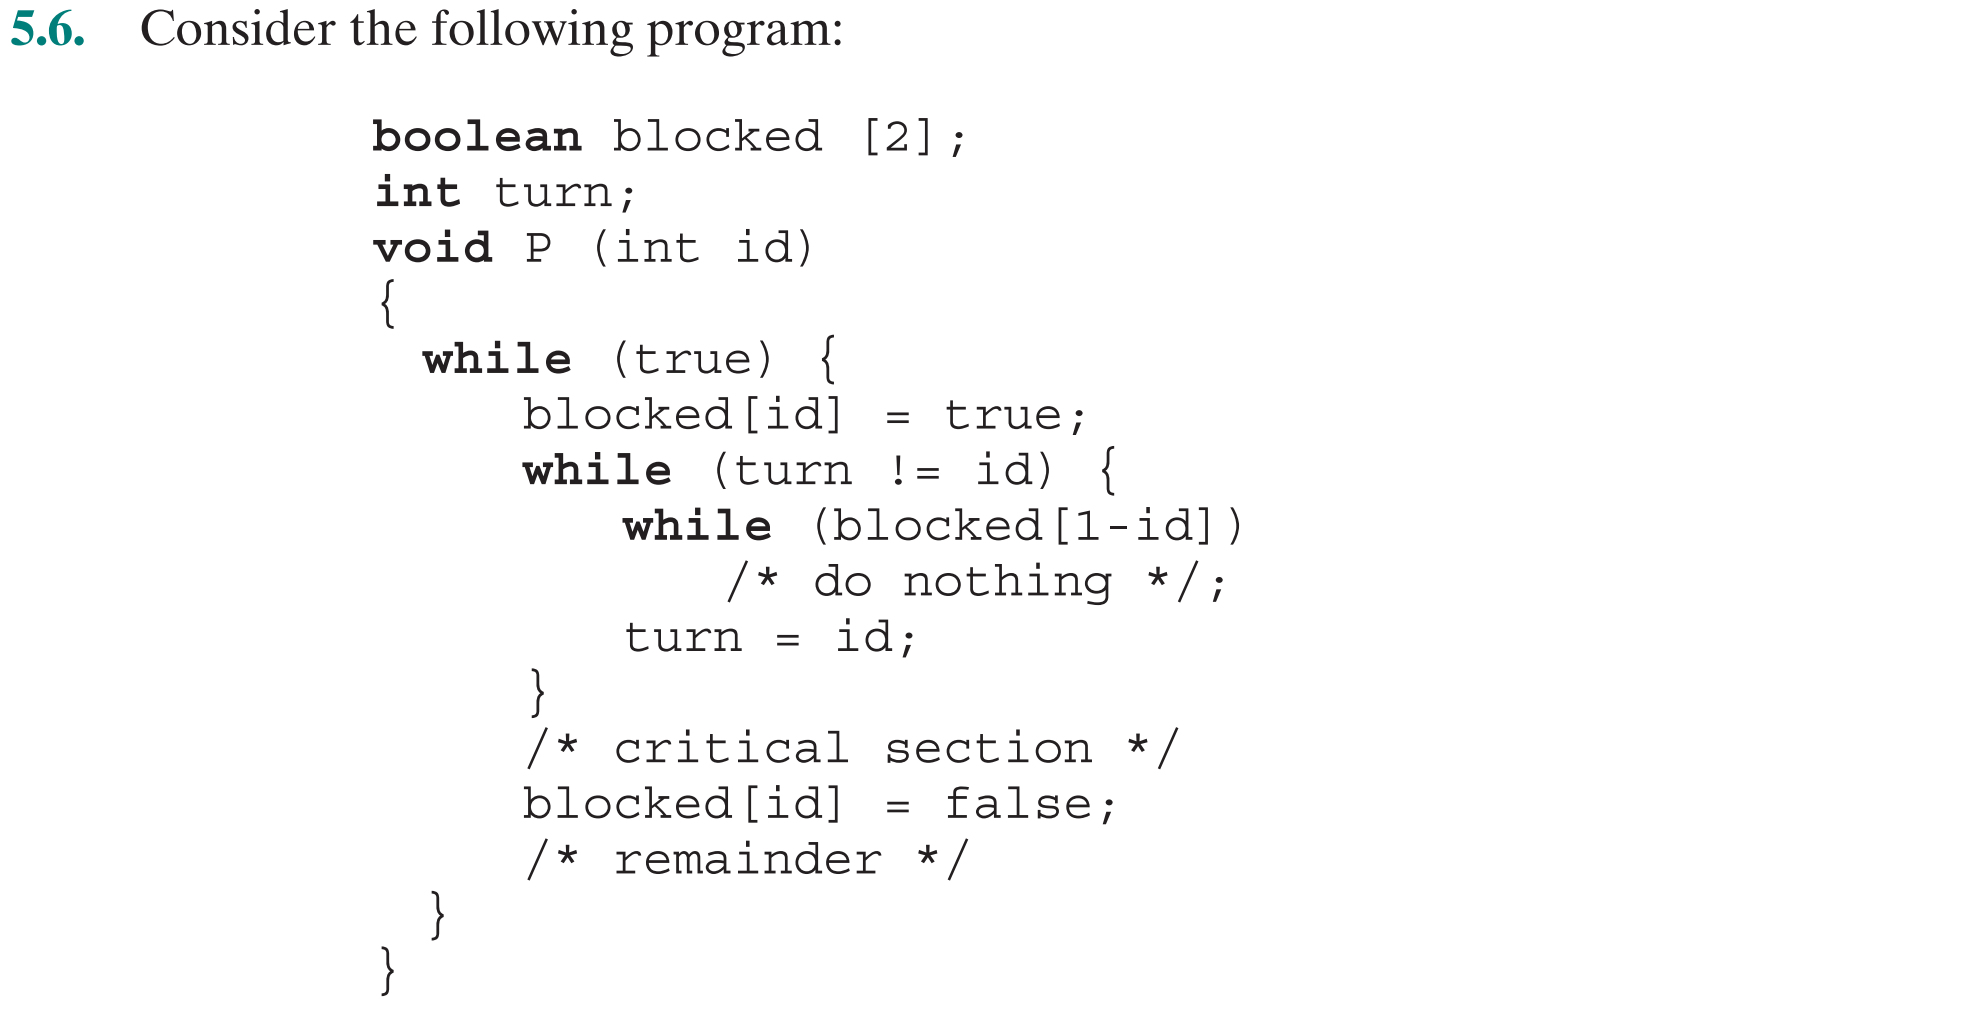 5.6. Consider the following program:
boolean blocked [2];
int turn;
void P (int id)
{
while (true) {
blocked[id] = true;
while (turn != id) {
while (blocked[1-id])
/* do nothing */;
turn = id;
}
/* critical section */
blocked[id] = false;
/* remainder */
}
}